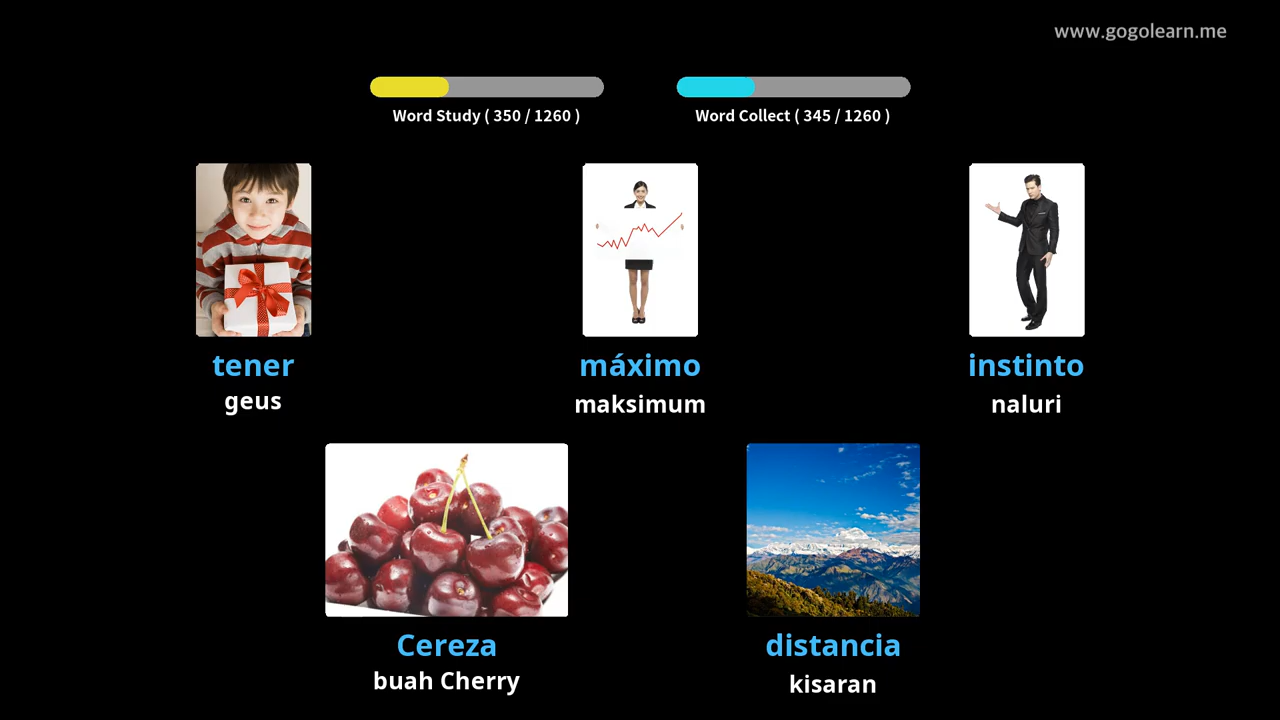 www.gogolearn.me
Word Study ( 350 / 1260 )
Word Collect ( 345 / 1260 )
tener
geus
máximo
maksimum
instinto
naluri
Cereza
buah Cherry
distancia
kisaran